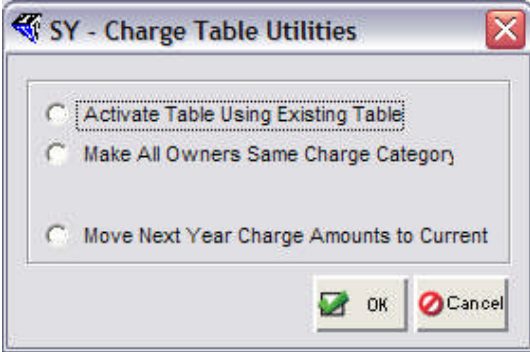 SY - Charge Table Utilities
Activate Table Using Existing Table
Make All Owners Same Charge Category
Move Next Year Charge Amounts to Current
OK
Cancel